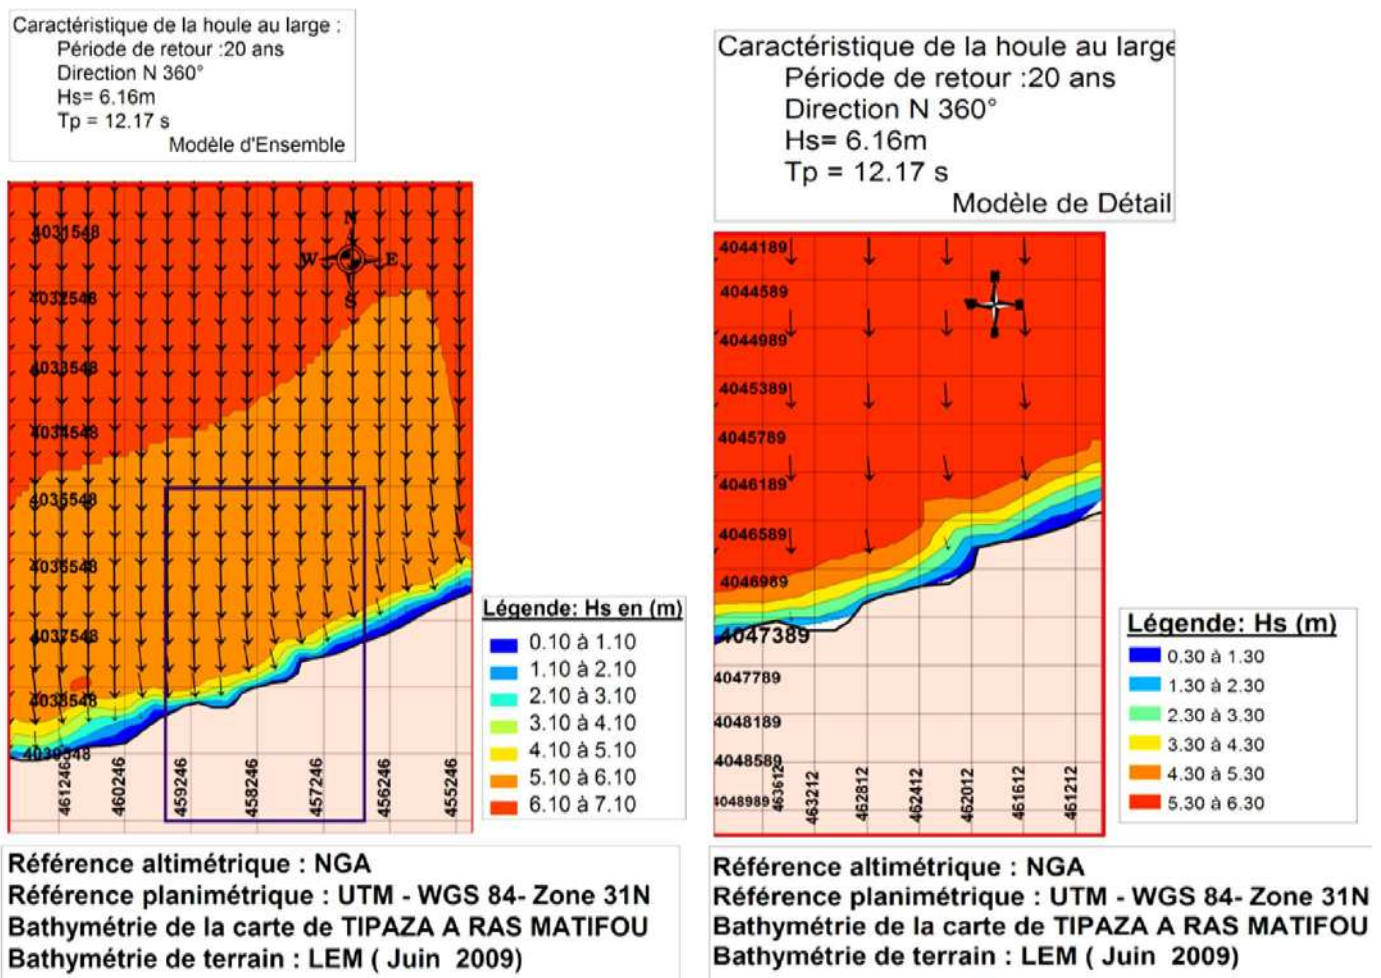 Caractéristique de la houle au large :
Période de retour :20 ans
Direction N 360°
Hs= 6.16m
Tp = 12.17 s
Modèle d'Ensemble
4031548
N
W
E
S
4032548
4033548
4034548
4035548
4036548
4037548
4038548
4039548
461246
460246
459246
458246
457246
456246
455246
Légende: Hs en (m)
0.10 à 1.10
1.10 à 2.10
2.10 à 3.10
3.10 à 4.10
4.10 à 5.10
5.10 à 6.10
6.10 à 7.10
Référence altimétrique : NGA
Référence planimétrique : UTM - WGS 84- Zone 31N
Bathymétrie de la carte de TIPAZA A RAS MATIFOU
Bathymétrie de terrain : LEM ( Juin 2009)
Caractéristique de la houle au large
Période de retour :20 ans
Direction N 360°
Hs= 6.16m
Tp = 12.17 s
Modèle de Détail
4044189
4044589
4044989
4045389
4045789
4046189
4046589
4046989
4047389
4047789
4048189
4048589
4048989
463612
463212
462812
462412
462012
461612
461212
Légende: Hs (m)
0.30 à 1.30
1.30 à 2.30
2.30 à 3.30
3.30 à 4.30
4.30 à 5.30
5.30 à 6.30
Référence altimétrique : NGA
Référence planimétrique : UTM - WGS 84- Zone 31N
Bathymétrie de la carte de TIPAZA A RAS MATIFOU
Bathymétrie de terrain : LEM ( Juin 2009)